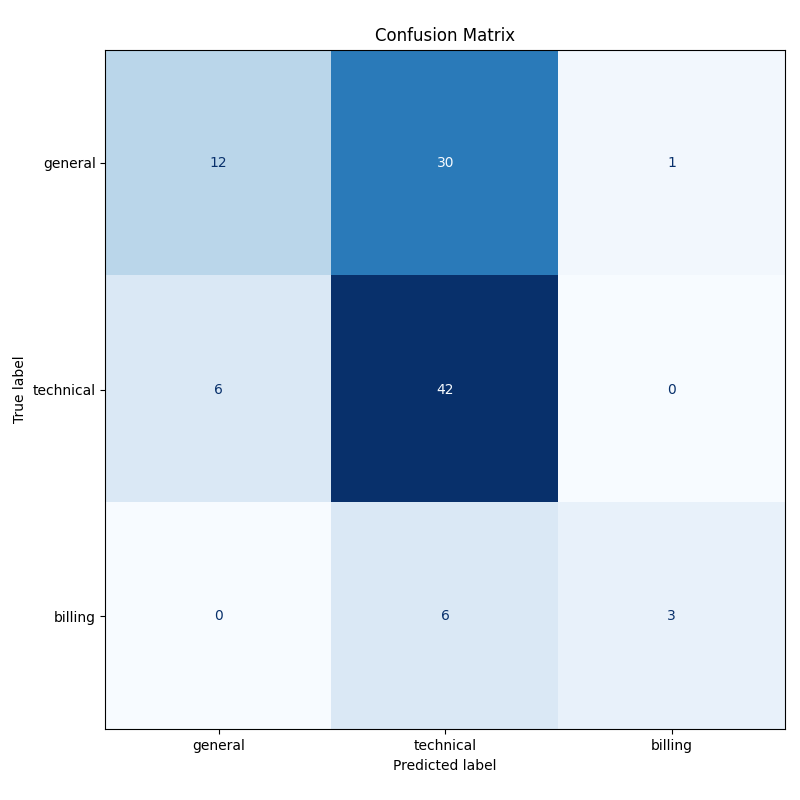 Confusion Matrix
general 12 30 1
technical 6 42 0
billing 0 6 3
True label
general technical billing
Predicted label